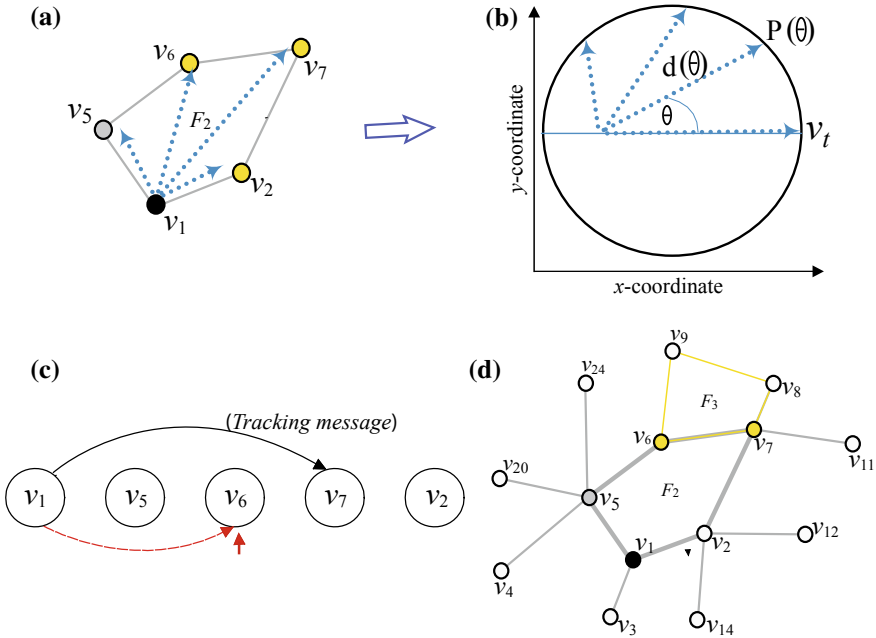 (a)
v6
v7
v5
F2
v2
v1
(b)
P(θ)
d(θ)
θ
vt
y-coordinate
x-coordinate
(c)
(Tracking message)
v1 v5 v6 v7 v2
(d)
v9
v24
v8
F3
v6
v7
v11
v20
v5
F2
v1
v2
v12
v4
v3
v14